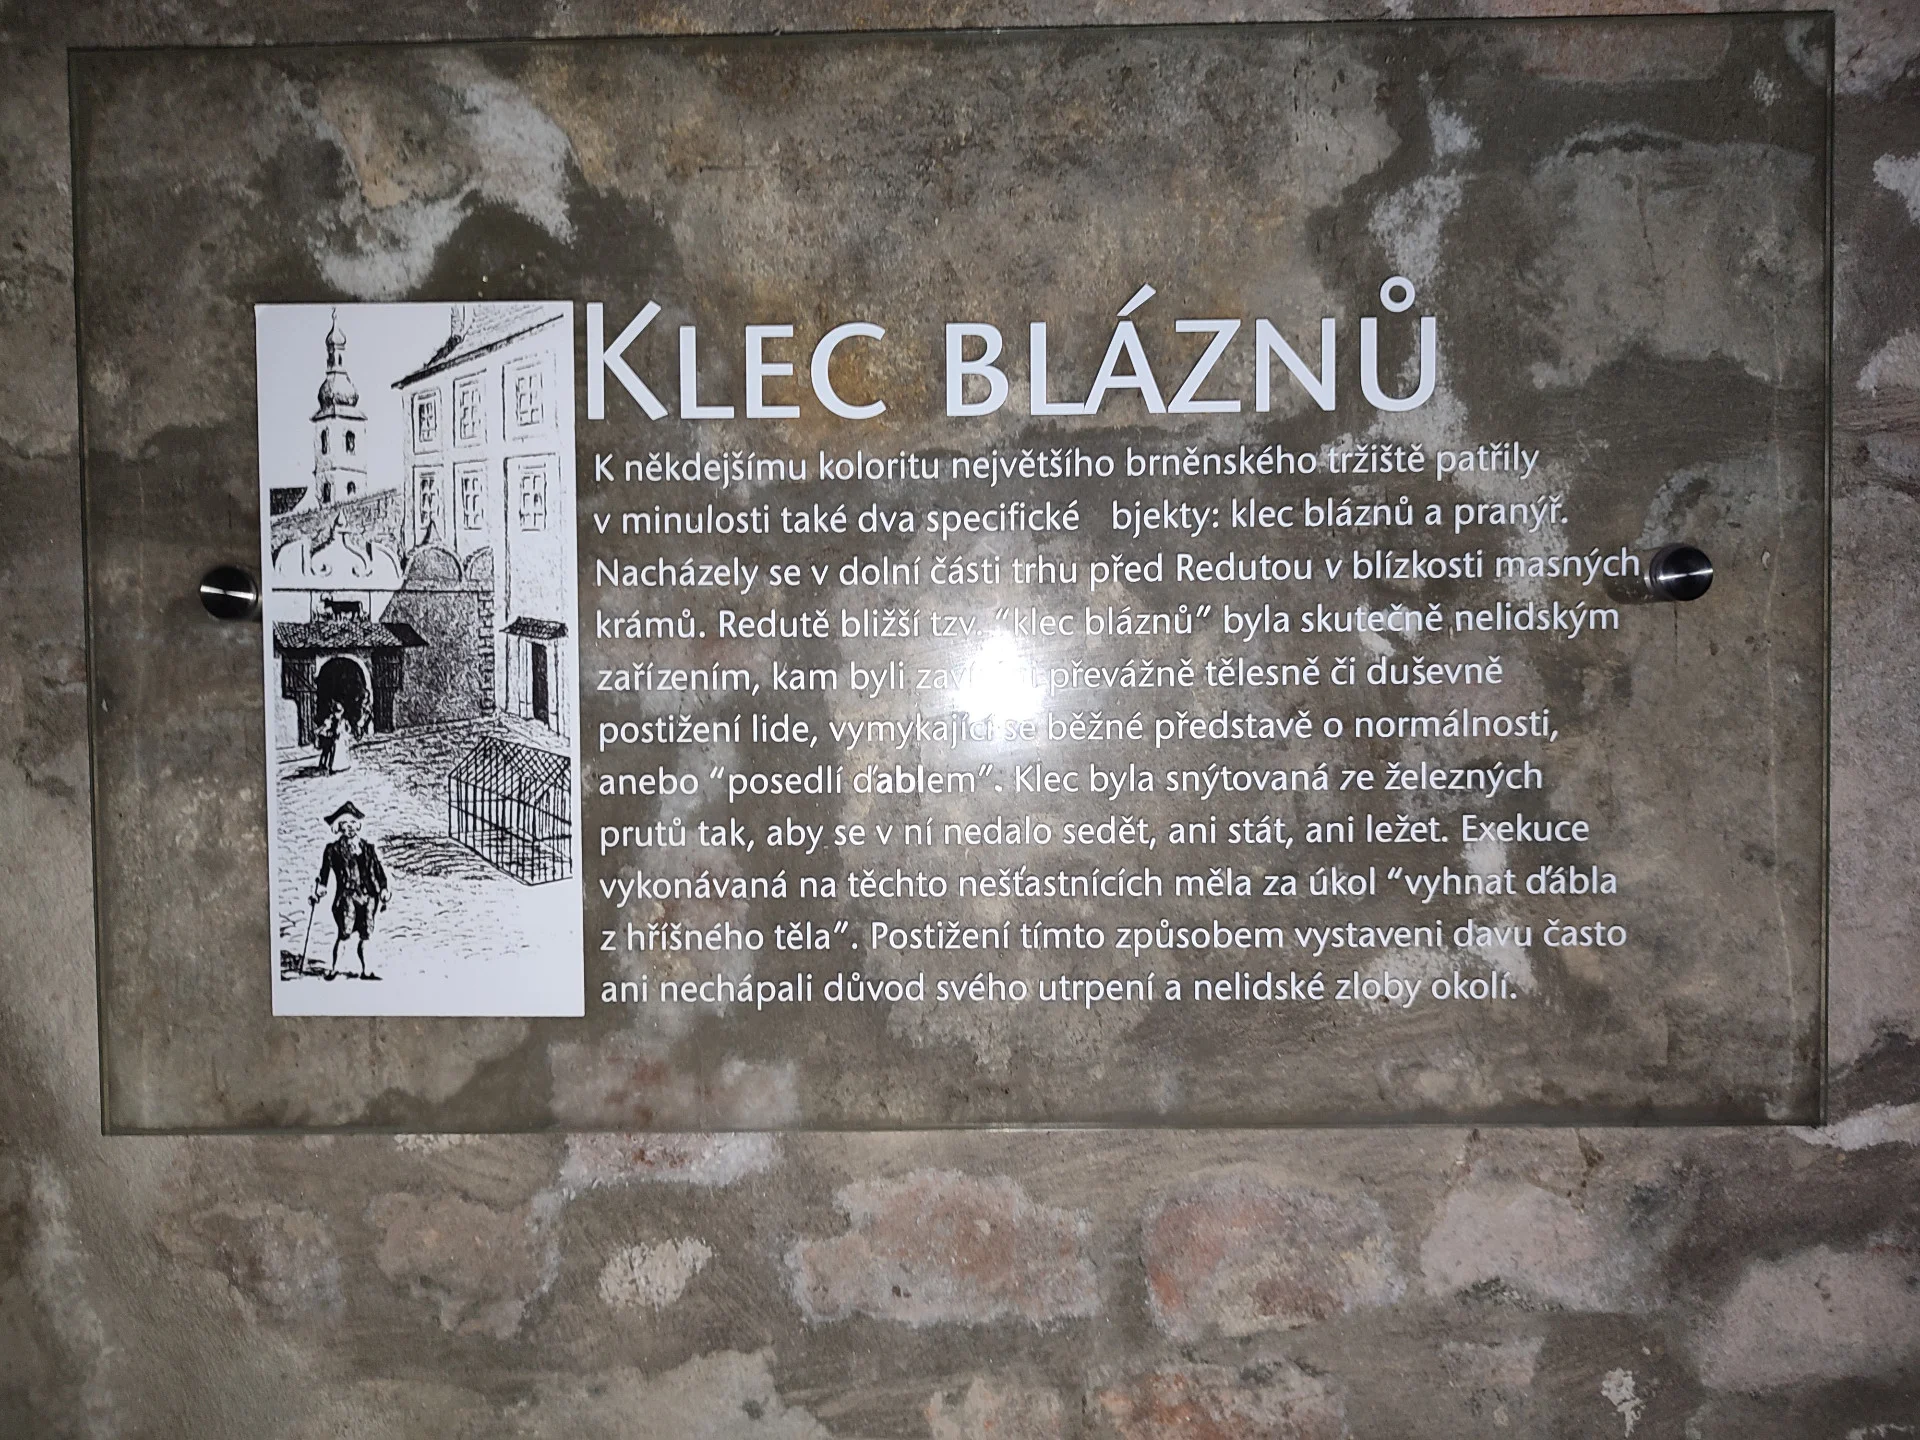 KLEC BLÁZNŮ
K někdejšímu koloritu největšího brněnského tržiště patřily
v minulosti také dva specifické bjekty: klec bláznů a pranýř.
Nacházely se v dolní části trhu před Redutou v blízkosti masných
krámů. Redutě bližší tzv. “klec bláznů” byla skutečně nelidským
zařízením, kam byli převážně tělesně či duševně
postižení lide, vymykající se běžné představě o normálnosti,
anebo “posedlí ďablem”. Klec byla snýtovaná ze železných
prutů tak, aby se v ní nedalo sedět, ani stát, ani ležet. Exekuce
vykonávaná na těchto nešťastnících měla za úkol “vyhnat ďábla
z hříšného těla”. Postižení tímto způsobem vystaveni davu často
ani nechápali důvod svého utrpení a nelidské zloby okolí.